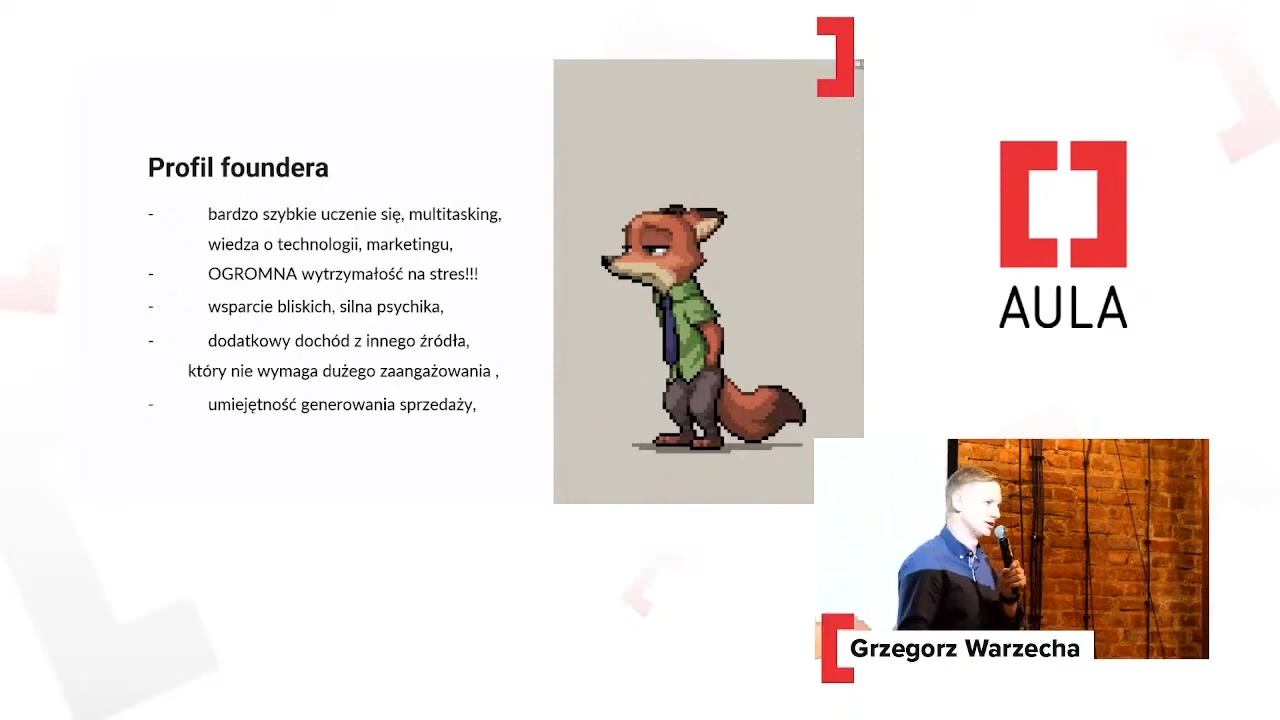 Profil foundera
- bardzo szybkie uczenie się, multitasking,
wiedza o technologii, marketingu,
- OGROMNA wytrzymałość na stres!!!
- wsparcie bliskich, silna psychika,
- dodatkowy dochód z innego źródła,
który nie wymaga dużego zaangażowania ,
- umiejętność generowania sprzedaży,
AULA
Grzegorz Warzecha